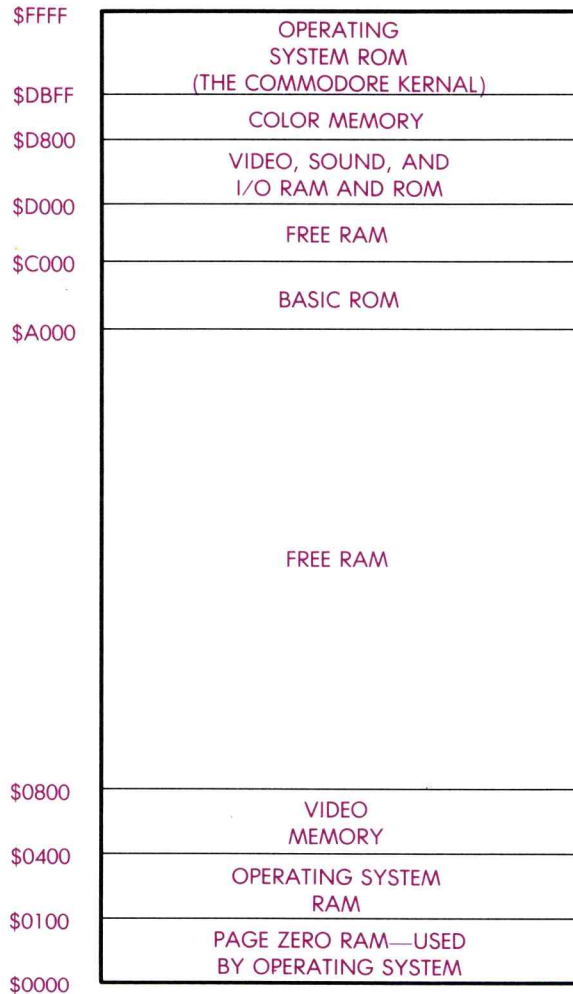 $FFFF
OPERATING
SYSTEM ROM
(THE COMMODORE KERNAL)
$DBFF
COLOR MEMORY
$D800
VIDEO, SOUND, AND
I/O RAM AND ROM
$D000
FREE RAM
$C000
BASIC ROM
$A000
FREE RAM
$0800
VIDEO
MEMORY
$0400
OPERATING SYSTEM
RAM
$0100
PAGE ZERO RAM—USED
BY OPERATING SYSTEM
$0000